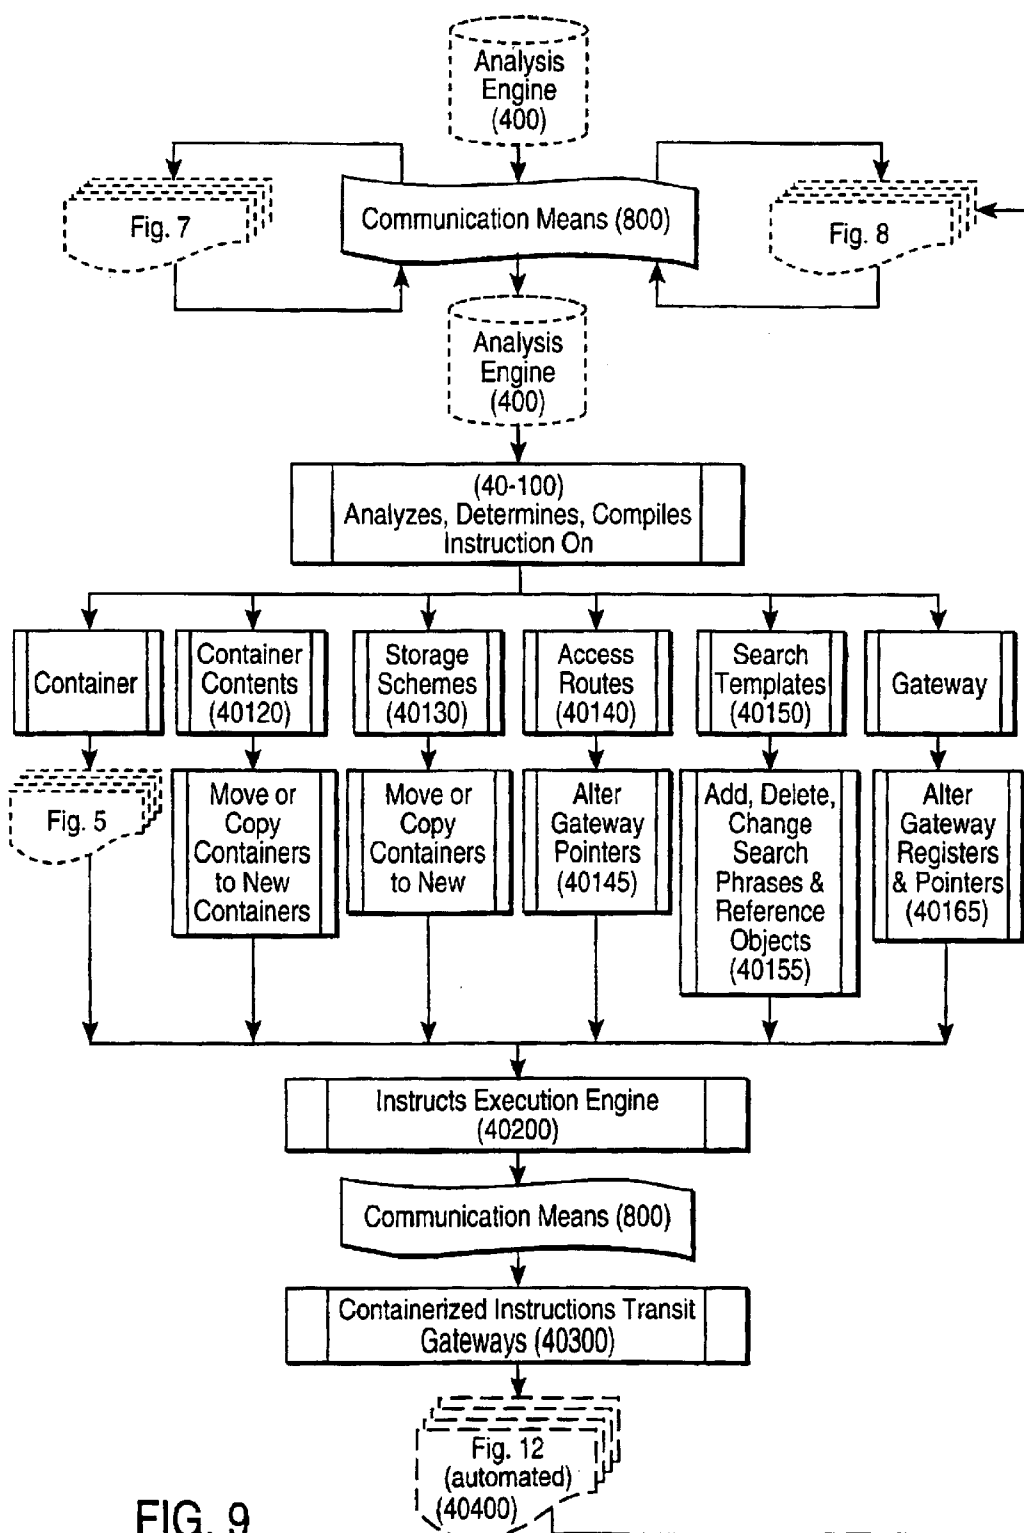 Analysis
Engine
(400)
Fig. 7
Communication Means (800)
Fig. 8
Analysis
Engine
(400)
(40-100)
Analyzes, Determines, Compiles
Instruction On
Container
Container
Contents
(40120)
Storage
Schemes
(40130)
Access
Routes
(40140)
Search
Templates
(40150)
Gateway
Fig. 5
Move or
Copy
Containers
to New
Containers
Move or
Copy
Containers
to New
Alter
Gateway
Pointers
(40145)
Add, Delete,
Change
Search
Phrases &
Reference
Objects
(40155)
Alter
Gateway
Registers
& Pointers
(40165)
Instructs Execution Engine
(40200)
Communication Means (800)
Containerized Instructions Transit
Gateways (40300)
Fig. 12
(automated)
(40400)
FIG. 9